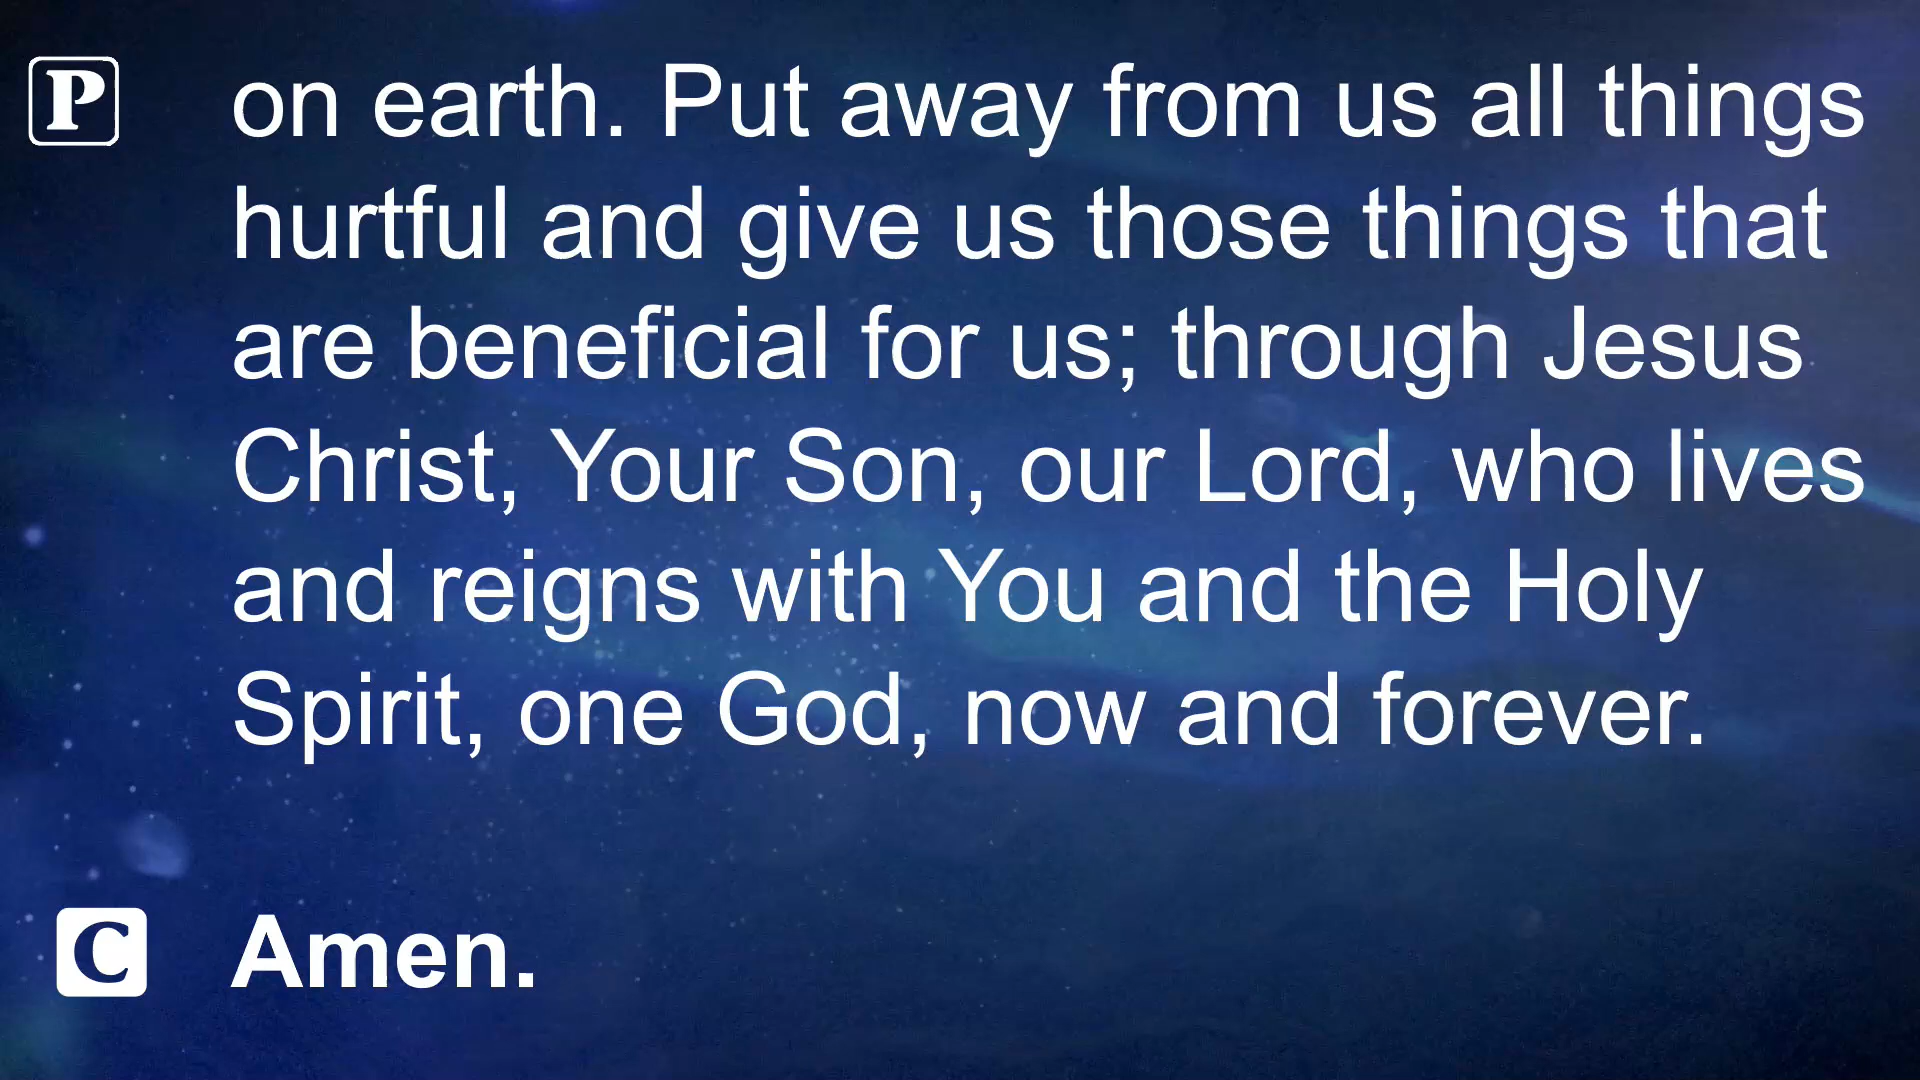 P on earth. Put away from us all things
hurtful and give us those things that
are beneficial for us; through Jesus
Christ, Your Son, our Lord, who lives
and reigns with You and the Holy
Spirit, one God, now and forever.
C Amen.